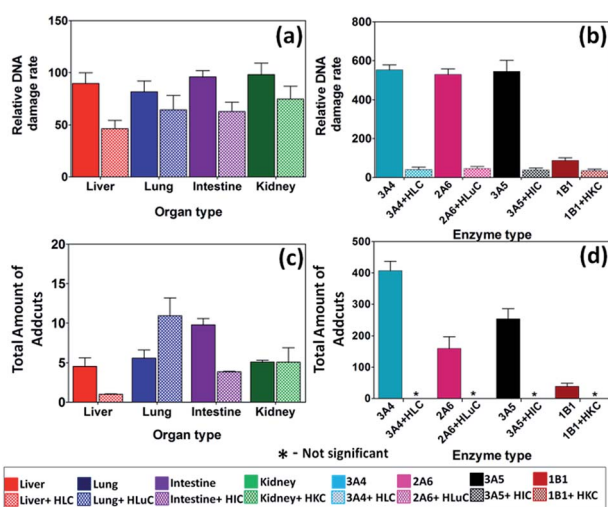 (a)
Relative DNA
damage rate
150
100
50
0
Liver Lung Intestine Kidney
Organ type
(b)
Relative DNA
damage rate
800
600
400
200
0
3A4
3A4+HLC
2A6
2A6+HLuC
3A5
3A5+HIC
1B1
1B1+HKC
Enzyme type
(c)
Total Amount of
Addcuts
20
15
10
5
0
Liver Lung Intestine Kidney
Organ type
(d)
Total Amount of
Addcuts
500
400
300
200
100
0
* * * *
3A4
3A4+HLC
2A6
2A6+HLuC
3A5
3A5+HIC
1B1
1B1+HKC
Enzyme type
* - Not significant
Liver Lung Intestine Kidney 3A4 2A6 3A5 1B1
Liver+ HLC Lung+ HLuC Intestine+ HIC Kidney+ HKC 3A4+ HLC 2A6+ HLuC 3A5+ HIC 1B1+ HKC